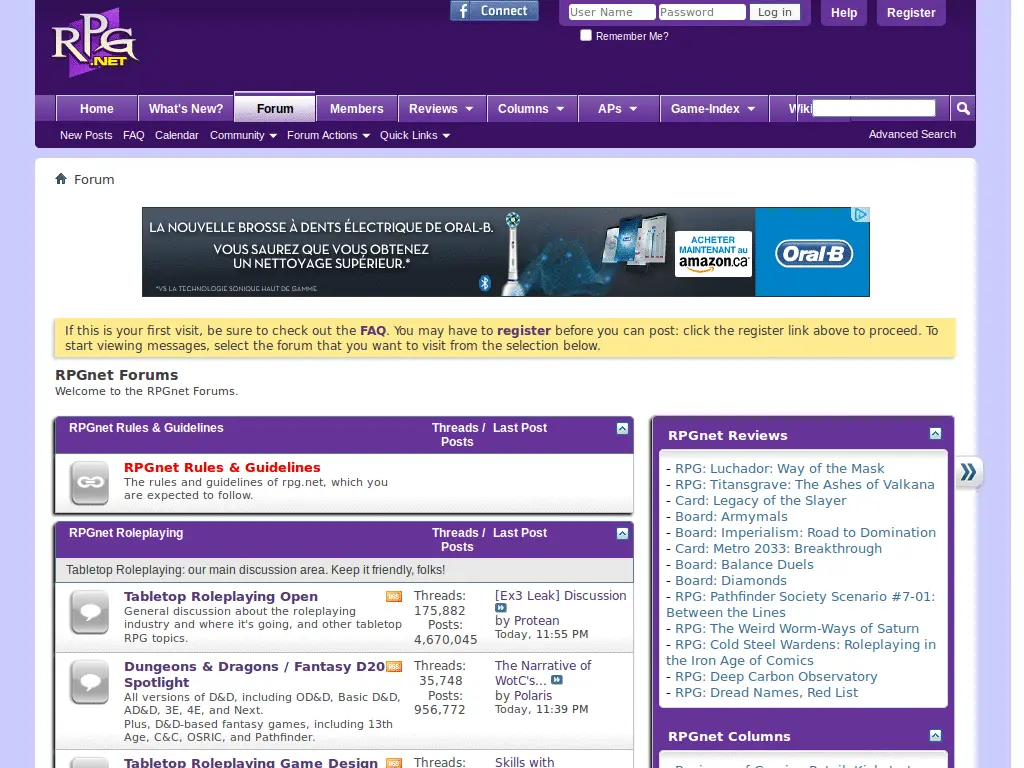 RPG
.NET
f Connect
User Name
Password
Log in
Help
Register
Remember Me?
Home
What's New?
Forum
Members
Reviews
Columns
APs
Game-Index
Wiki
New Posts
FAQ
Calendar
Community
Forum Actions
Quick Links
Advanced Search
Forum
LA NOUVELLE BROSSE À DENTS ÉLECTRIQUE DE ORAL-B.
VOUS SAUREZ QUE VOUS OBTENEZ
UN NETTOYAGE SUPÉRIEUR.*
*VS LA TECHNOLOGIE SONIQUE HAUT DE GAMME
ACHETER
MAINTENANT au
amazon.ca
Oral-B
If this is your first visit, be sure to check out the FAQ. You may have to register before you can post: click the register link above to proceed. To
start viewing messages, select the forum that you want to visit from the selection below.
RPGnet Forums
Welcome to the RPGnet Forums.
RPGnet Rules & Guidelines
Threads /
Posts
Last Post
RPGnet Rules & Guidelines
The rules and guidelines of rpg.net, which you
are expected to follow.
RPGnet Roleplaying
Threads /
Posts
Last Post
Tabletop Roleplaying: our main discussion area. Keep it friendly, folks!
Tabletop Roleplaying Open
General discussion about the roleplaying
industry and where it's going, and other tabletop
RPG topics.
Threads:
175,882
Posts:
4,670,045
[Ex3 Leak] Discussion
by Protean
Today, 11:55 PM
Dungeons & Dragons / Fantasy D20
Spotlight
All versions of D&D, including OD&D, Basic D&D,
AD&D, 3E, 4E, and Next.
Plus, D&D-based fantasy games, including 13th
Age, C&C, OSRIC, and Pathfinder.
Threads:
35,748
Posts:
956,772
The Narrative of
WotC's...
by Polaris
Today, 11:39 PM
Tabletop Roleplaying Game Design
Threads:
Skills with
RPGnet Reviews
- RPG: Luchador: Way of the Mask
- RPG: Titansgrave: The Ashes of Valkana
- Card: Legacy of the Slayer
- Board: Armymals
- Board: Imperialism: Road to Domination
- Card: Metro 2033: Breakthrough
- Board: Balance Duels
- Board: Diamonds
- RPG: Pathfinder Society Scenario #7-01:
Between the Lines
- RPG: The Weird Worm-Ways of Saturn
- RPG: Cold Steel Wardens: Roleplaying in
the Iron Age of Comics
- RPG: Deep Carbon Observatory
- RPG: Dread Names, Red List
RPGnet Columns